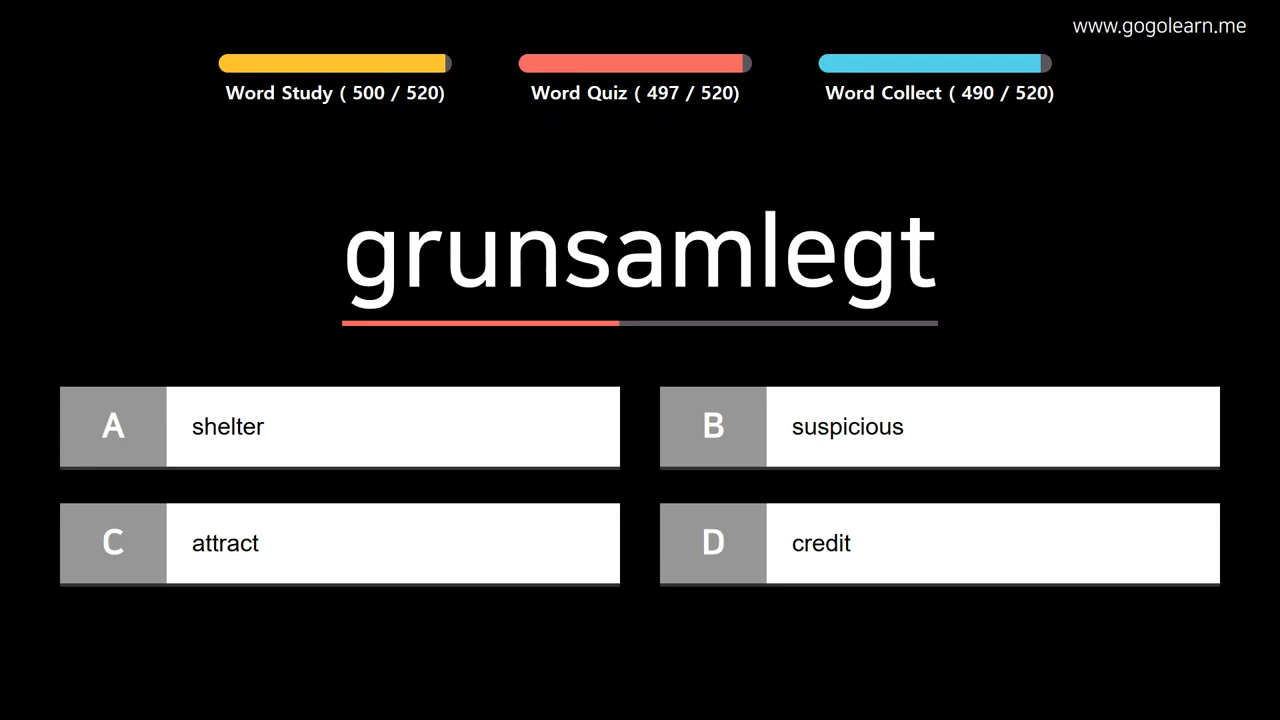 www.gogolearn.me
Word Study ( 500 / 520)
Word Quiz ( 497 / 520)
Word Collect ( 490 / 520)
grunsamlegt
A shelter
B suspicious
C attract
D credit